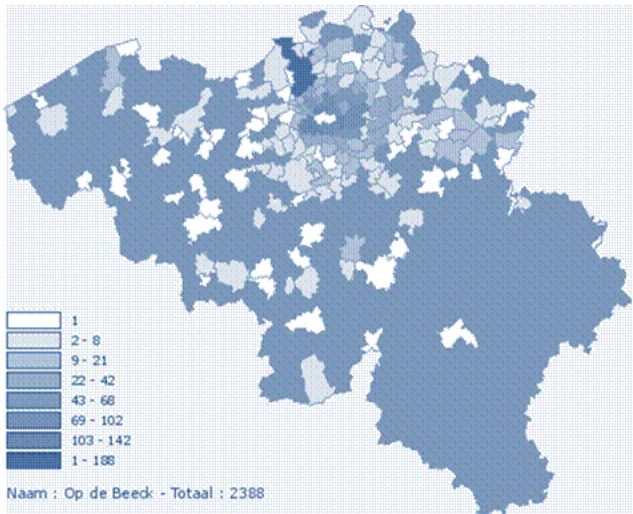 1
2 - 8
9 - 21
22 - 42
43 - 68
69 - 102
103 - 142
1 - 188
Naam : Op de Beeck - Totaal : 2388